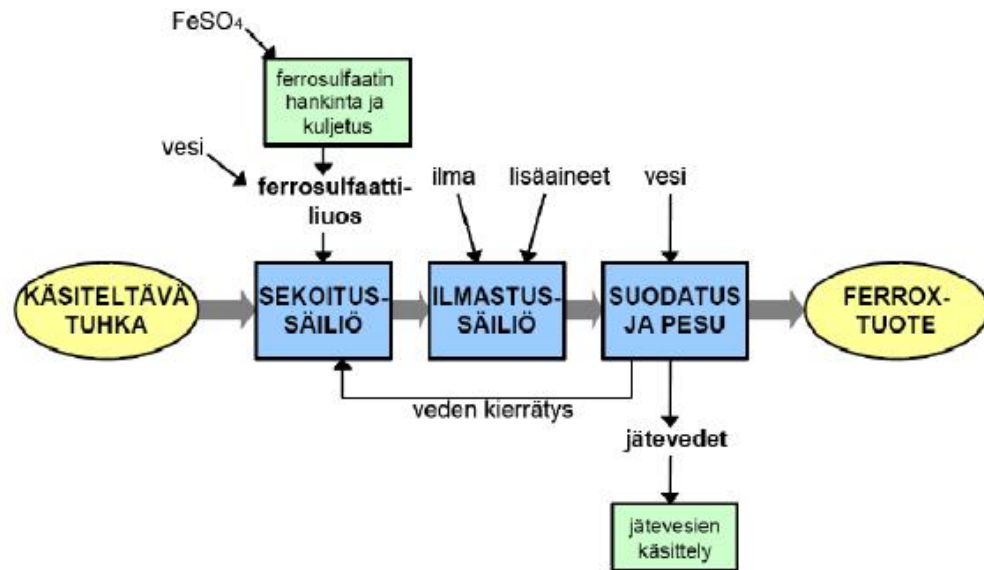 FeSO₄
ferrosulfaatin
hankinta ja
kuljetus
vesi
ferrosulfaatti-
liuos
ilma
lisäaineet
vesi
KÄSITELTÄVÄ
TUHKA
SEKOITUS-
SÄILIÖ
ILMASTUS-
SÄILIÖ
SUODATUS
JA PESU
FERROX-
TUOTE
veden kierrätys
jätevedet
jätevesien
käsittely